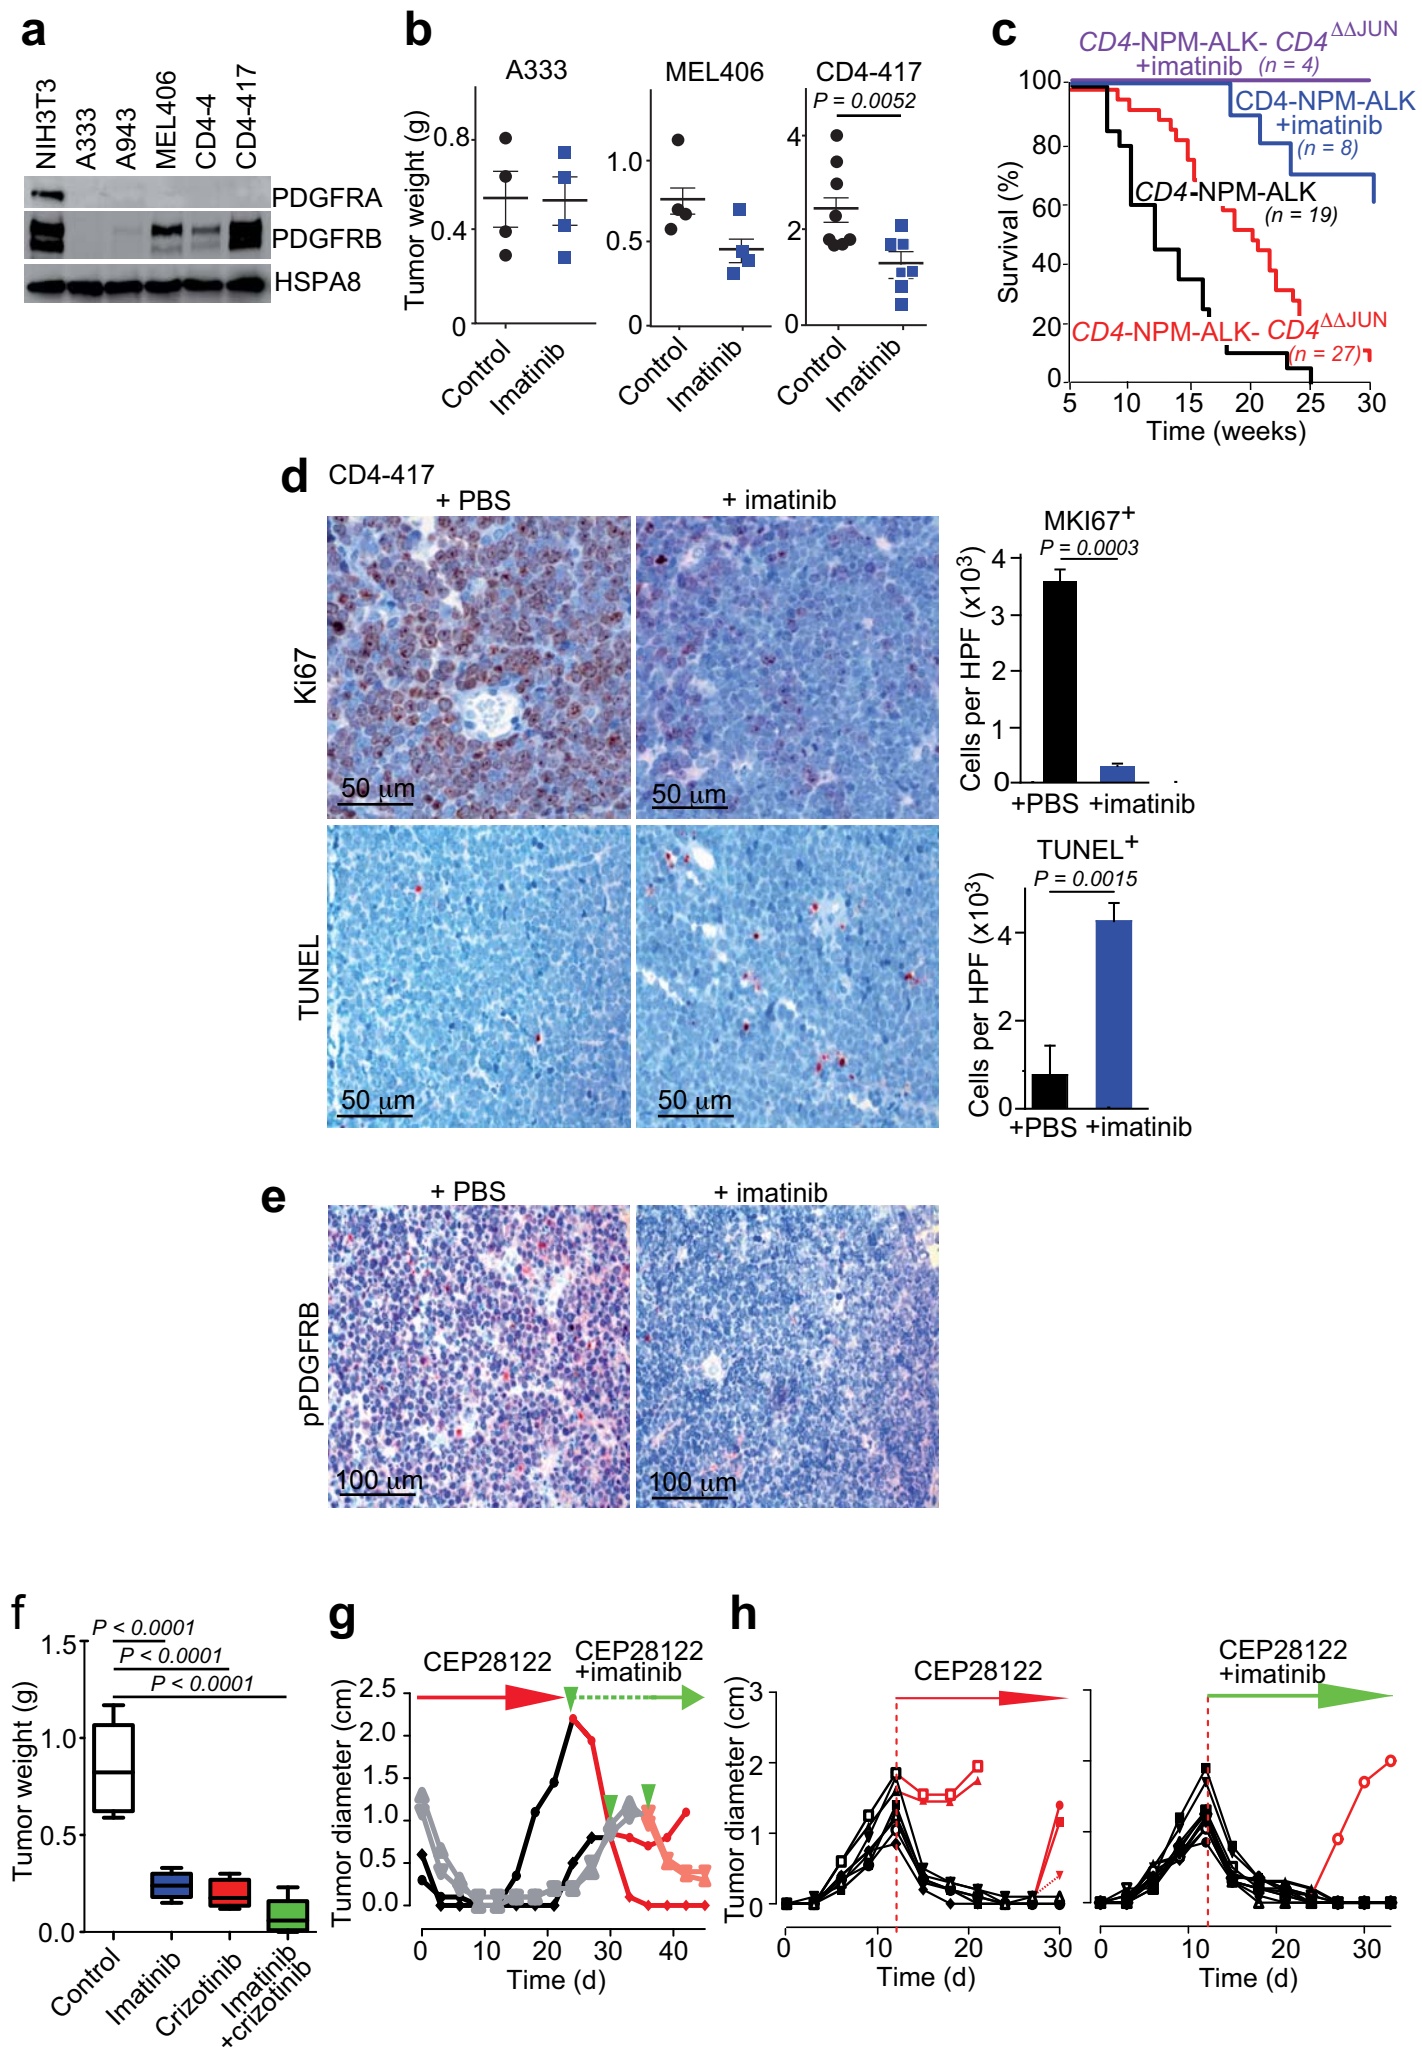 a
NIH3T3
A333
A943
MEL406
CD4-4
CD4-417
PDGFRA
PDGFRB
HSPA8
b
A333
MEL406
CD4-417
P = 0.0052
Tumor weight (g)
0.8
0.4
0
1.0
0.5
0
4
2
0
Control
Imatinib
Control
Imatinib
Control
Imatinib
c
CD4-NPM-ALK- CD4ΔΔJUN
+imatinib (n = 4)
CD4-NPM-ALK
+imatinib
(n = 8)
CD4-NPM-ALK
(n = 19)
CD4-NPM-ALK- CD4ΔΔJUN
(n = 27)
Survival (%)
100
80
60
40
20
0
5 10 15 20 25 30
Time (weeks)
d
CD4-417
+ PBS
+ imatinib
Ki67
50 μm
50 μm
MKI67+
P = 0.0003
Cells per HPF (x103)
4
3
2
1
0
+PBS +imatinib
TUNEL
50 μm
50 μm
TUNEL+
P = 0.0015
Cells per HPF (x103)
4
2
0
+PBS +imatinib
e
+ PBS
+ imatinib
pPDGFRB
100 μm
100 μm
f
P < 0.0001
P < 0.0001
P < 0.0001
Tumor weight (g)
1.5
1.0
0.5
0.0
Control
Imatinib
Crizotinib
Imatinib
+crizotinib
g
CEP28122
CEP28122
+imatinib
Tumor diameter (cm)
2.5
2.0
1.5
1.0
0.5
0.0
0 10 20 30 40
Time (d)
h
CEP28122
Tumor diameter (cm)
3
2
1
0
0 10 20 30
Time (d)
CEP28122
+imatinib
0 10 20 30
Time (d)